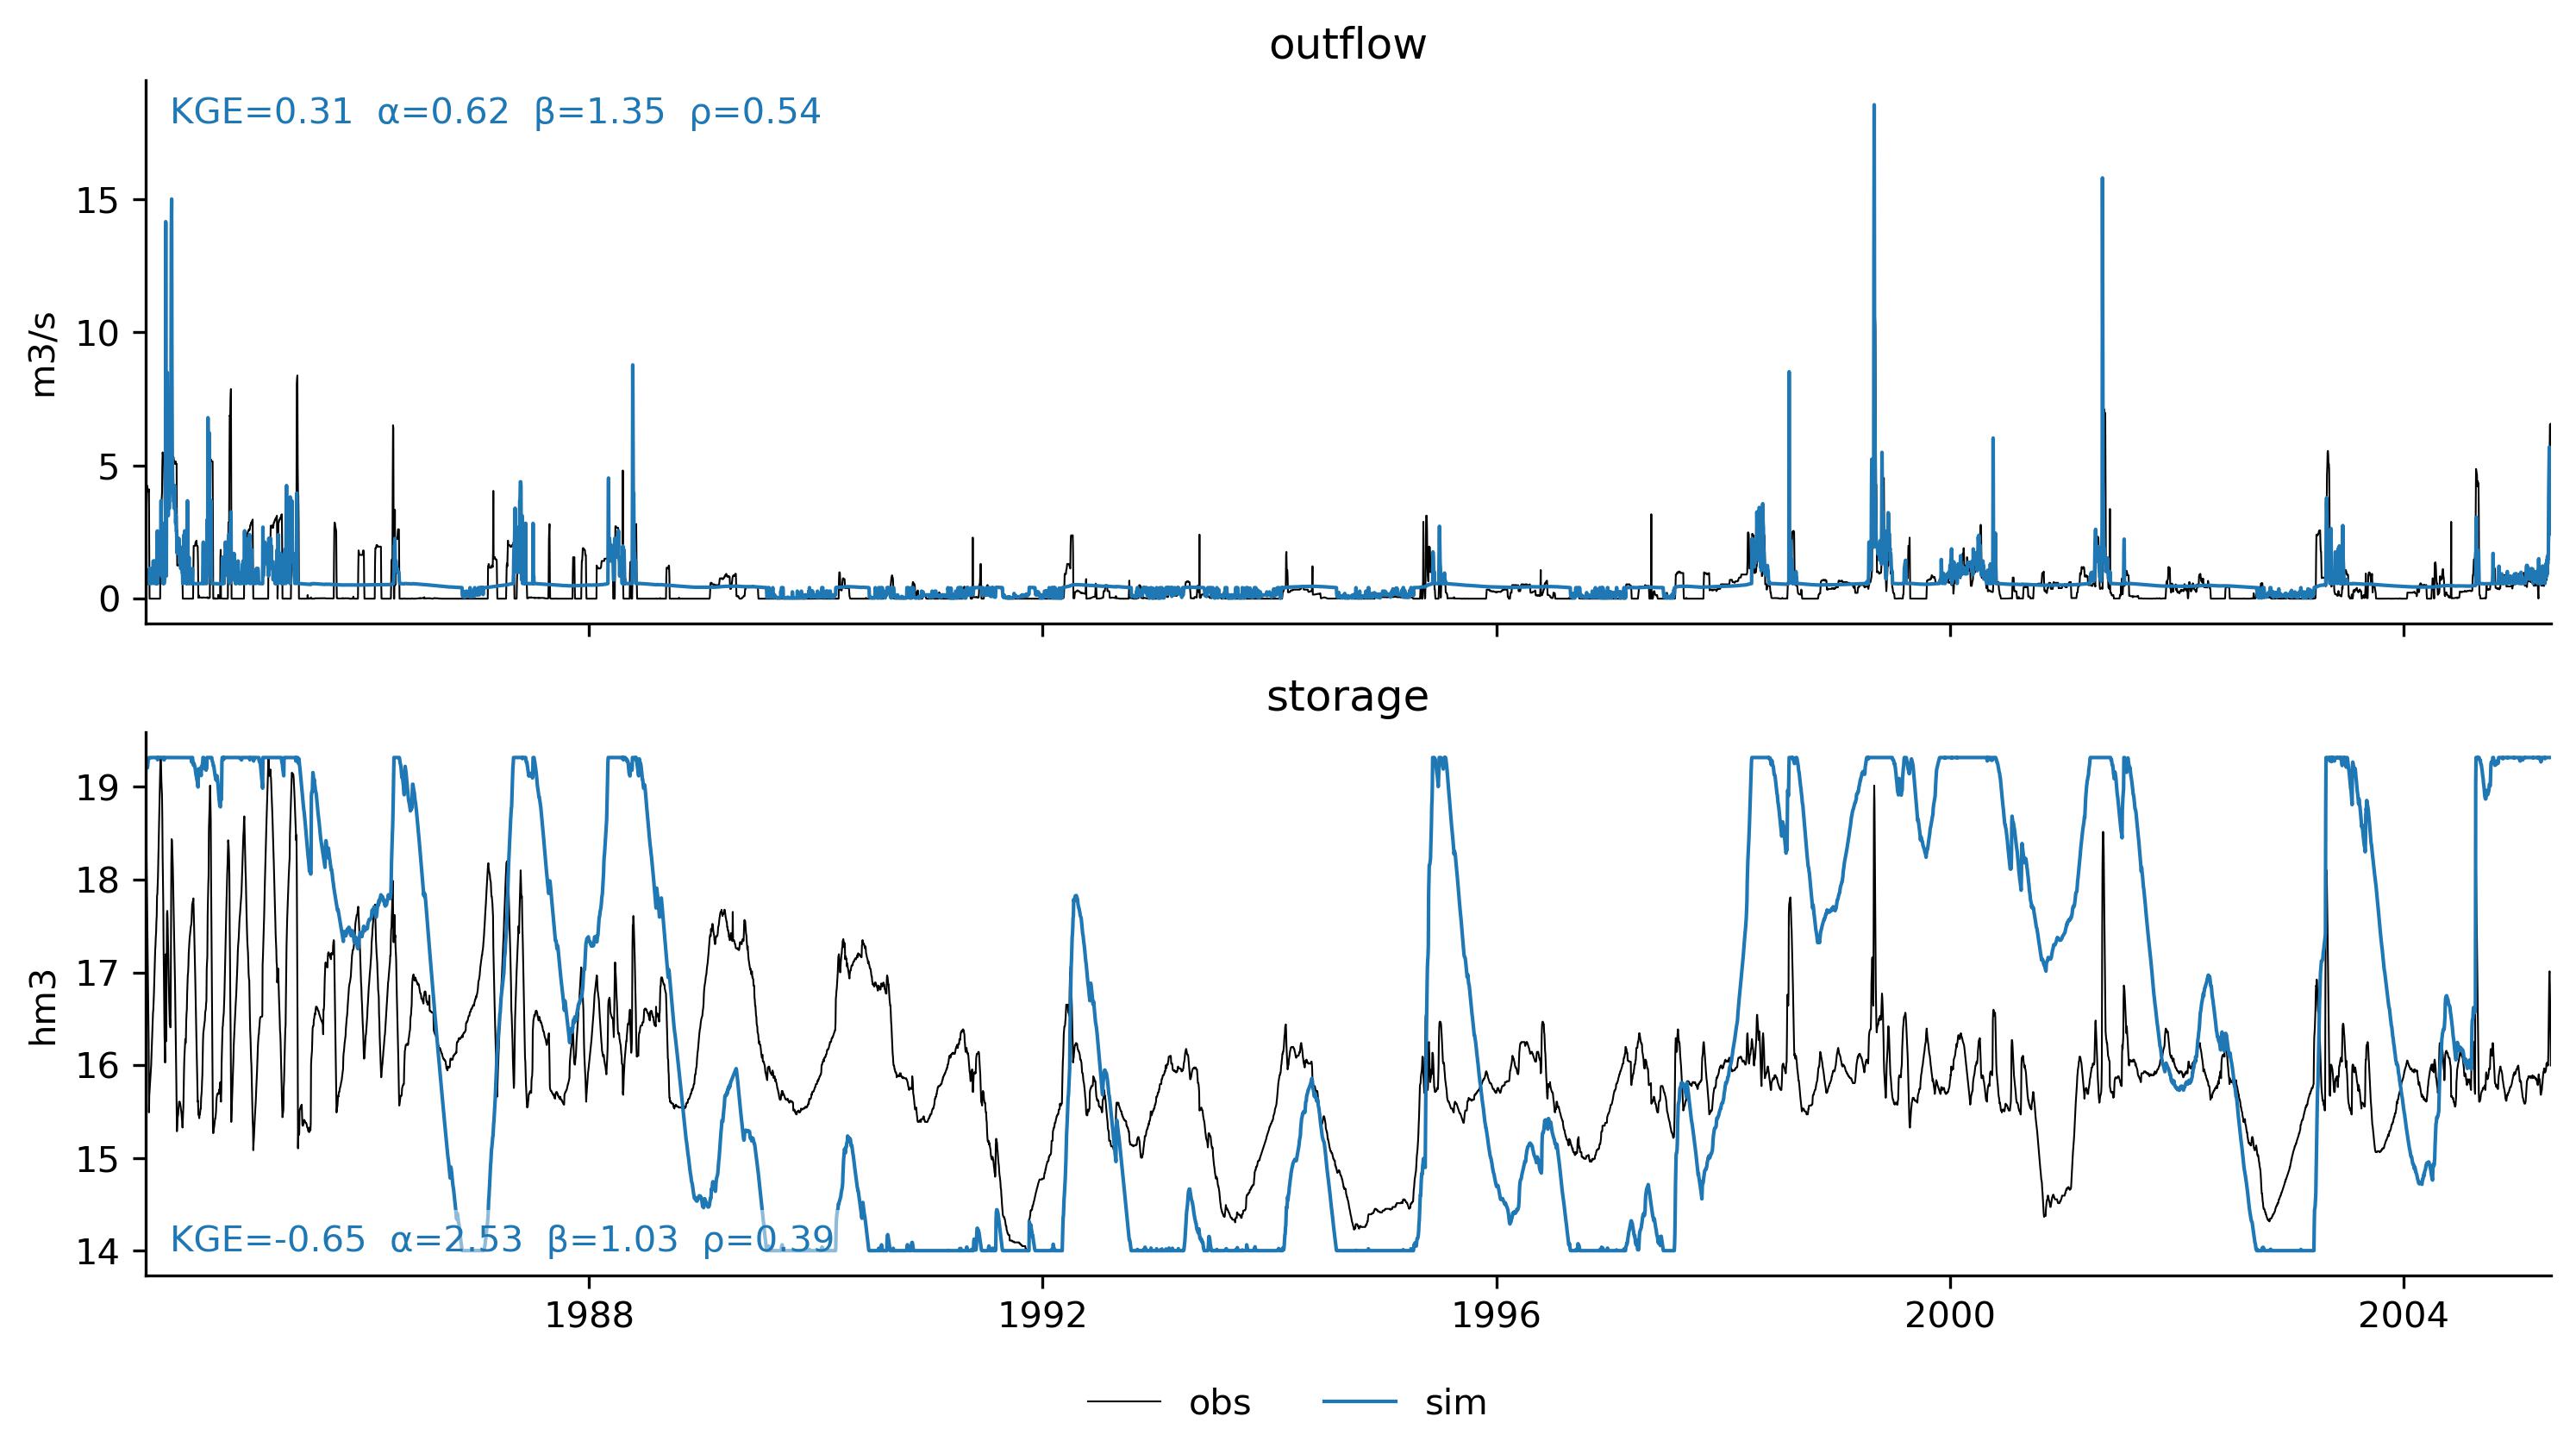 outflow
KGE=0.31 α=0.62 β=1.35 ρ=0.54
15
10
5
0
m3/s
storage
19
18
17
16
15
14
hm3
KGE=-0.65 α=2.53 β=1.03 ρ=0.39
1988 1992 1996 2000 2004
obs sim